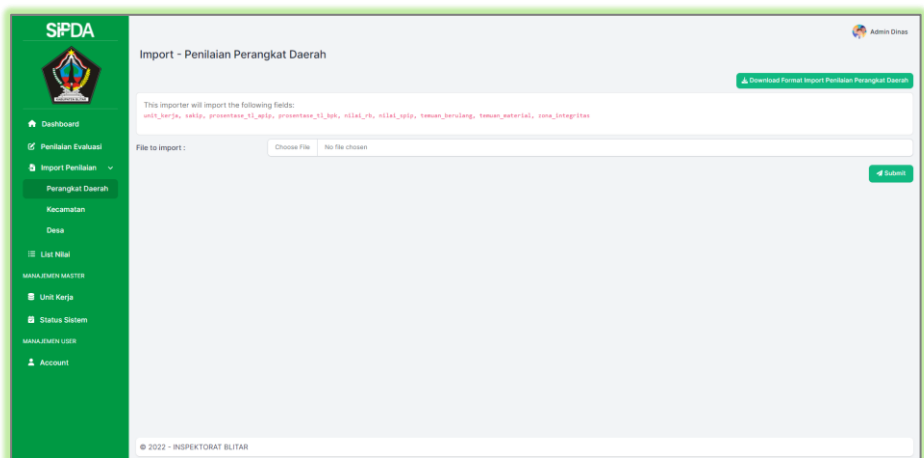 SiPDA
KABUPATEN BLITAR
Dashboard
Penilaian Evaluasi
Import Penilaian
Perangkat Daerah
Kecamatan
Desa
List Nilai
MANAJEMEN MASTER
Unit Kerja
Status Sistem
MANAJEMEN USER
Account
Admin Dinas
Import - Penilaian Perangkat Daerah
Download Format Import Penilaian Perangkat Daerah
This importer will import the following fields:
unit_kerja, sakip, prosentase_tl_apip, prosentase_tl_bpk, nilai_rb, nilai_spip, temuan_berulang, temuan_material, zona_integritas
File to import :
Choose File No file chosen
Submit
© 2022 - INSPEKTORAT BLITAR